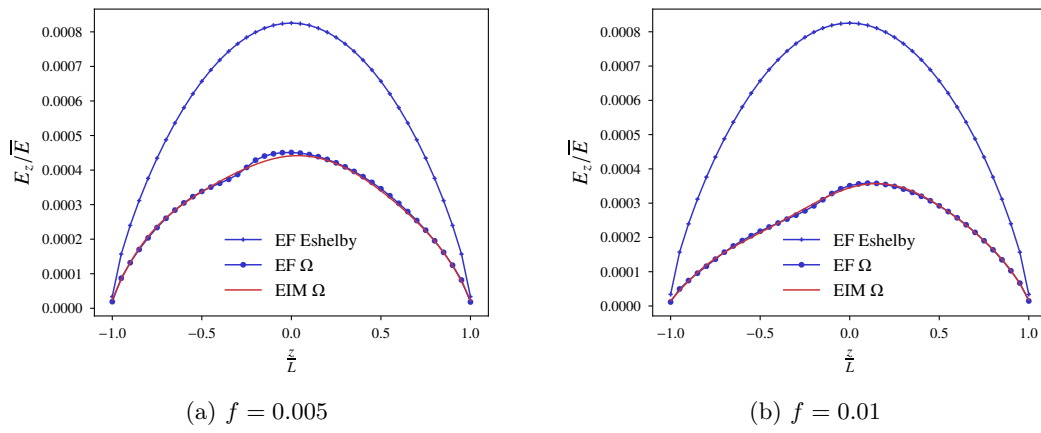 0.0008
0.0007
0.0006
0.0005
0.0004
0.0003
0.0002
0.0001
0.0000
E_z/E̅
EF Eshelby
EF Ω
EIM Ω
−1.0 −0.5 0.0 0.5 1.0
z/L
(a) f = 0.005
0.0008
0.0007
0.0006
0.0005
0.0004
0.0003
0.0002
0.0001
0.0000
E_z/E̅
EF Eshelby
EF Ω
EIM Ω
−1.0 −0.5 0.0 0.5 1.0
z/L
(b) f = 0.01